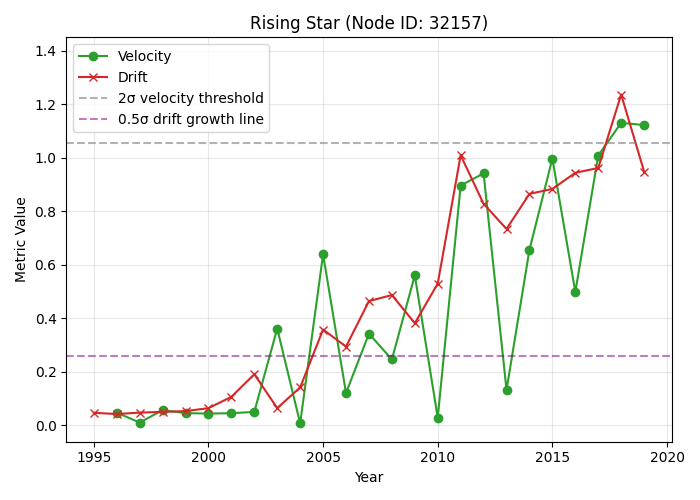 Rising Star (Node ID: 32157)
Velocity
Drift
2σ velocity threshold
0.5σ drift growth line
Metric Value
1.4
1.2
1.0
0.8
0.6
0.4
0.2
0.0
1995 2000 2005 2010 2015 2020
Year